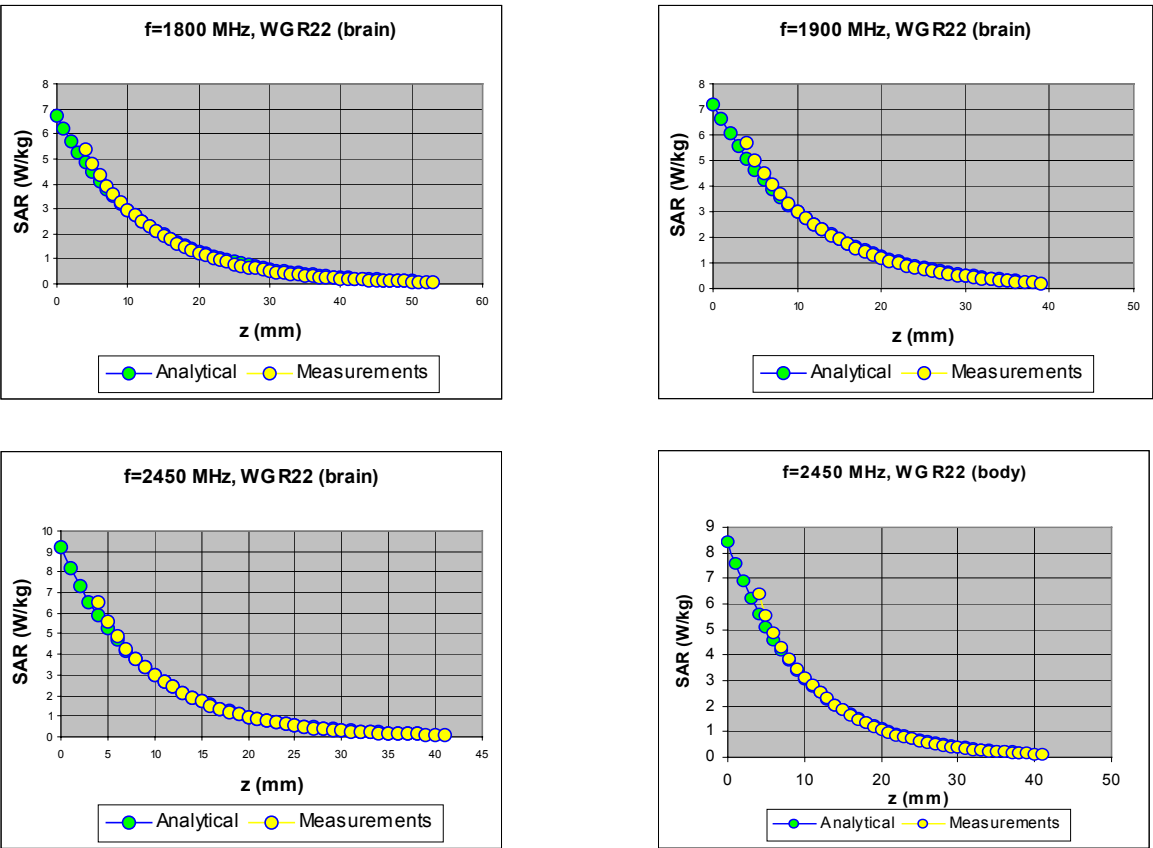 f=1800 MHz, WGR22 (brain)
8
7
6
5
4
3
2
1
0
SAR (W/kg)
0 10 20 30 40 50 60
z (mm)
Analytical Measurements
f=1900 MHz, WGR22 (brain)
8
7
6
5
4
3
2
1
0
SAR (W/kg)
0 10 20 30 40 50
z (mm)
Analytical Measurements
f=2450 MHz, WGR22 (brain)
10
9
8
7
6
5
4
3
2
1
0
SAR (W/kg)
0 5 10 15 20 25 30 35 40 45
z (mm)
Analytical Measurements
f=2450 MHz, WGR22 (body)
9
8
7
6
5
4
3
2
1
0
SAR (W/kg)
0 10 20 30 40 50
z (mm)
Analytical Measurements